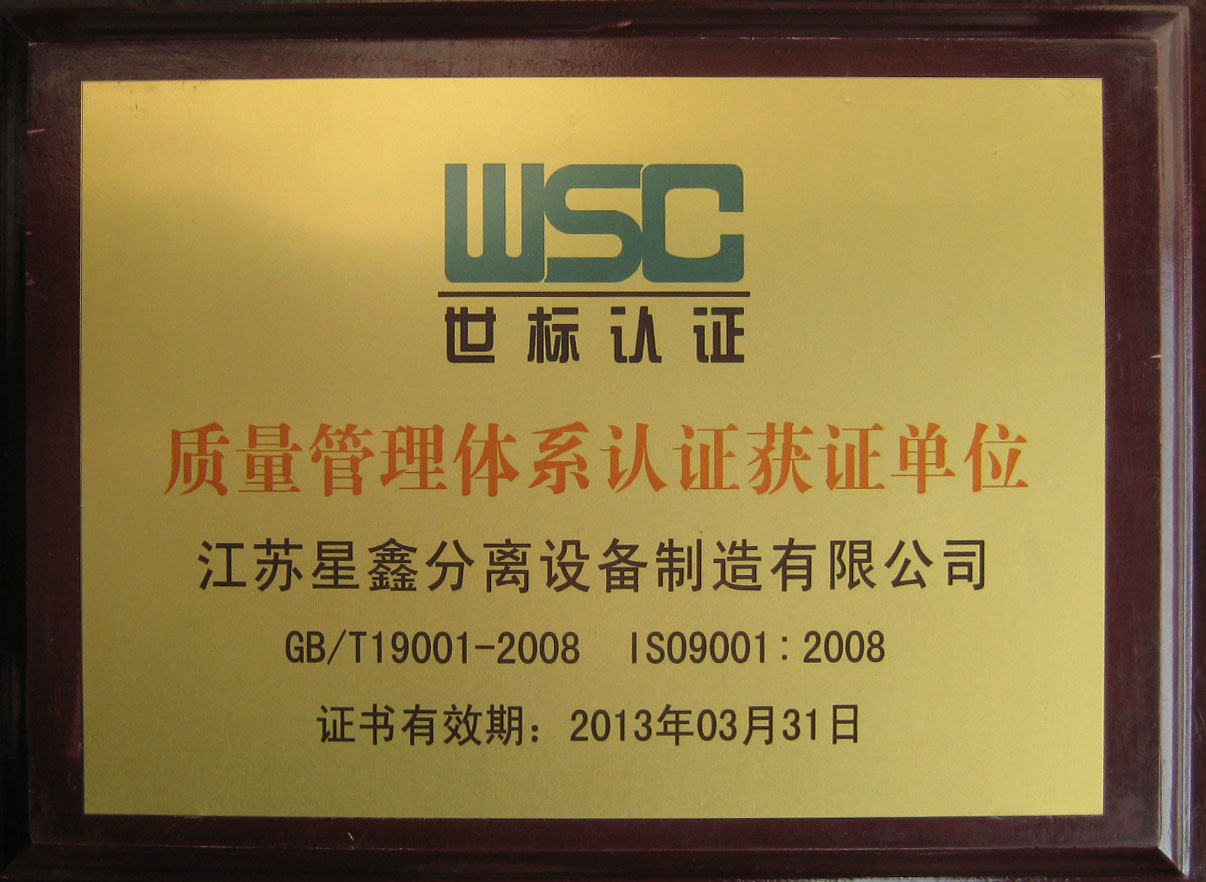 WSC
世标认证
质量管理体系认证获证单位
江苏星鑫分离设备制造有限公司
GB/T19001-2008 ISO9001:2008
证书有效期：2013年03月31日